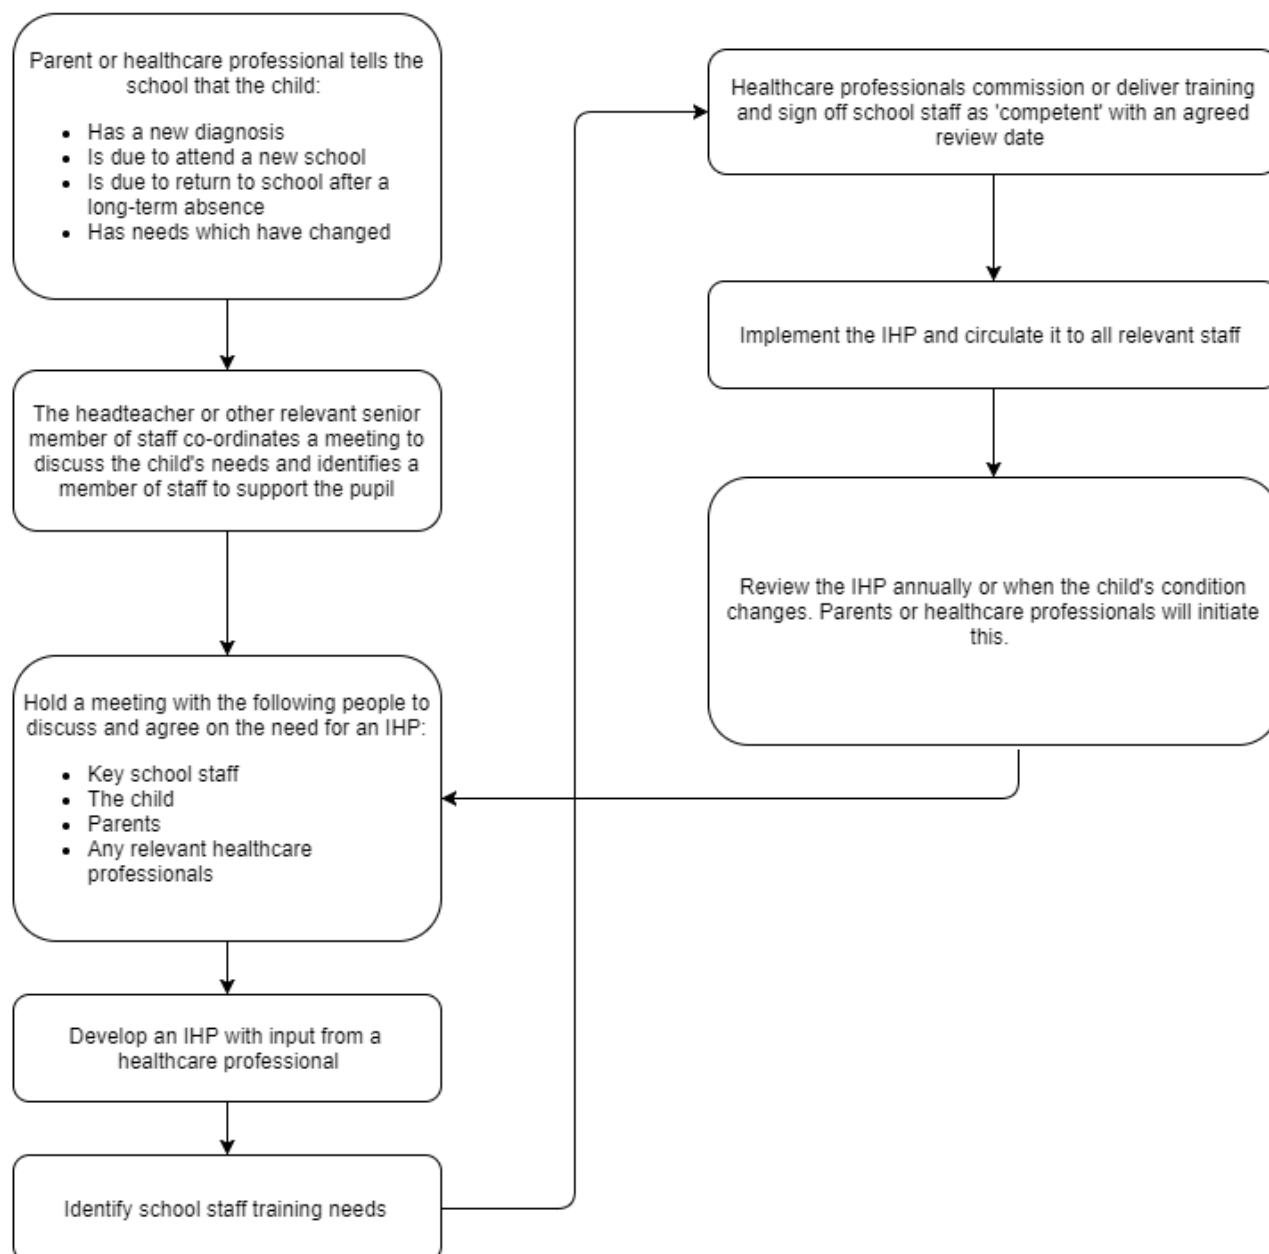 Parent or healthcare professional tells the
school that the child:
• Has a new diagnosis
• Is due to attend a new school
• Is due to return to school after a
long-term absence
• Has needs which have changed
The headteacher or other relevant senior
member of staff co-ordinates a meeting to
discuss the child's needs and identifies a
member of staff to support the pupil
Hold a meeting with the following people to
discuss and agree on the need for an IHP:
• Key school staff
• The child
• Parents
• Any relevant healthcare
professionals
Develop an IHP with input from a
healthcare professional
Identify school staff training needs
Healthcare professionals commission or deliver training
and sign off school staff as 'competent' with an agreed
review date
Implement the IHP and circulate it to all relevant staff
Review the IHP annually or when the child's condition
changes. Parents or healthcare professionals will initiate
this.